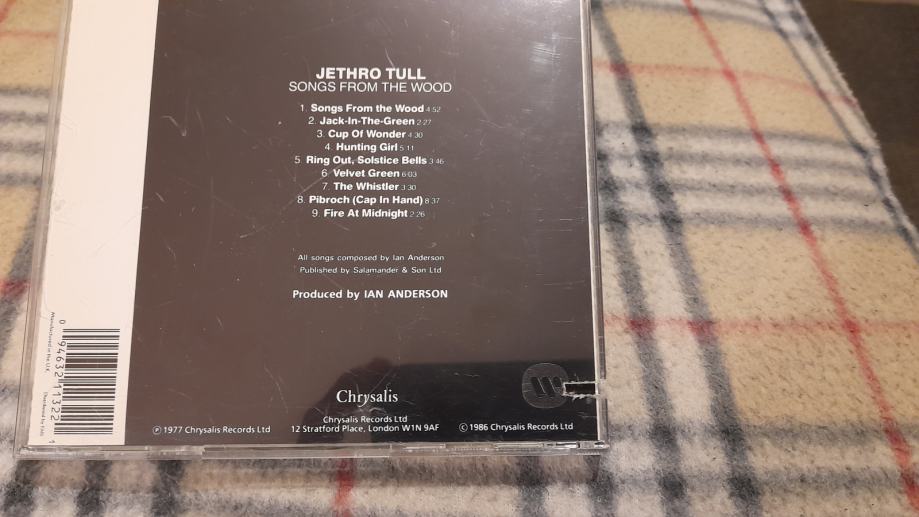 JETHRO TULL
SONGS FROM THE WOOD
1. Songs From the Wood 4:52
2. Jack-In-The-Green 2:27
3. Cup Of Wonder 4:30
4. Hunting Girl 5:11
5. Ring Out, Solstice Bells 3:46
6. Velvet Green 6:03
7. The Whistler 3:30
8. Pibroch (Cap In Hand) 8:37
9. Fire At Midnight 2:26
All songs composed by Ian Anderson
Published by Salamander & Son Ltd
Produced by IAN ANDERSON
Manufactured in the U.K.
0 94632 11322 1
Chrysalis
Chrysalis Records Ltd
℗ 1977 Chrysalis Records Ltd
12 Stratford Place, London W1N 9AF
© 1986 Chrysalis Records Ltd